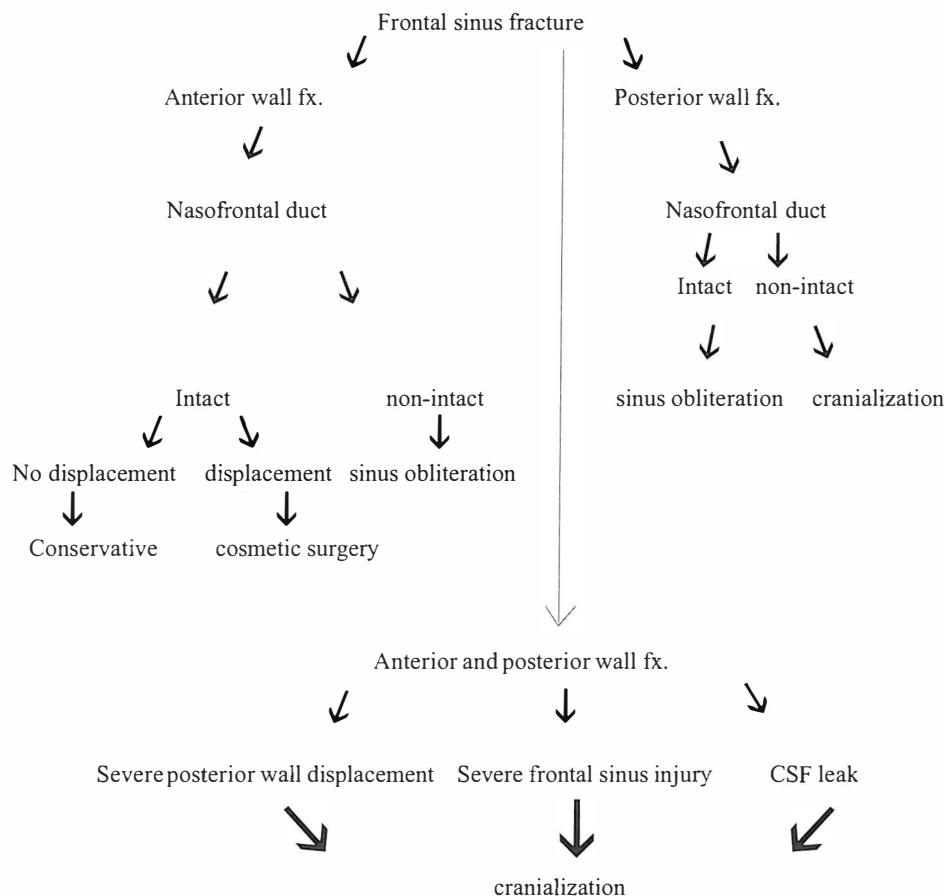 Frontal sinus fracture
Anterior wall fx.
Posterior wall fx.
Nasofrontal duct
Nasofrontal duct
Intact non-intact
Intact non-intact
sinus obliteration cranialization
No displacement displacement sinus obliteration
Conservative cosmetic surgery
Anterior and posterior wall fx.
Severe posterior wall displacement Severe frontal sinus injury CSF leak
cranialization